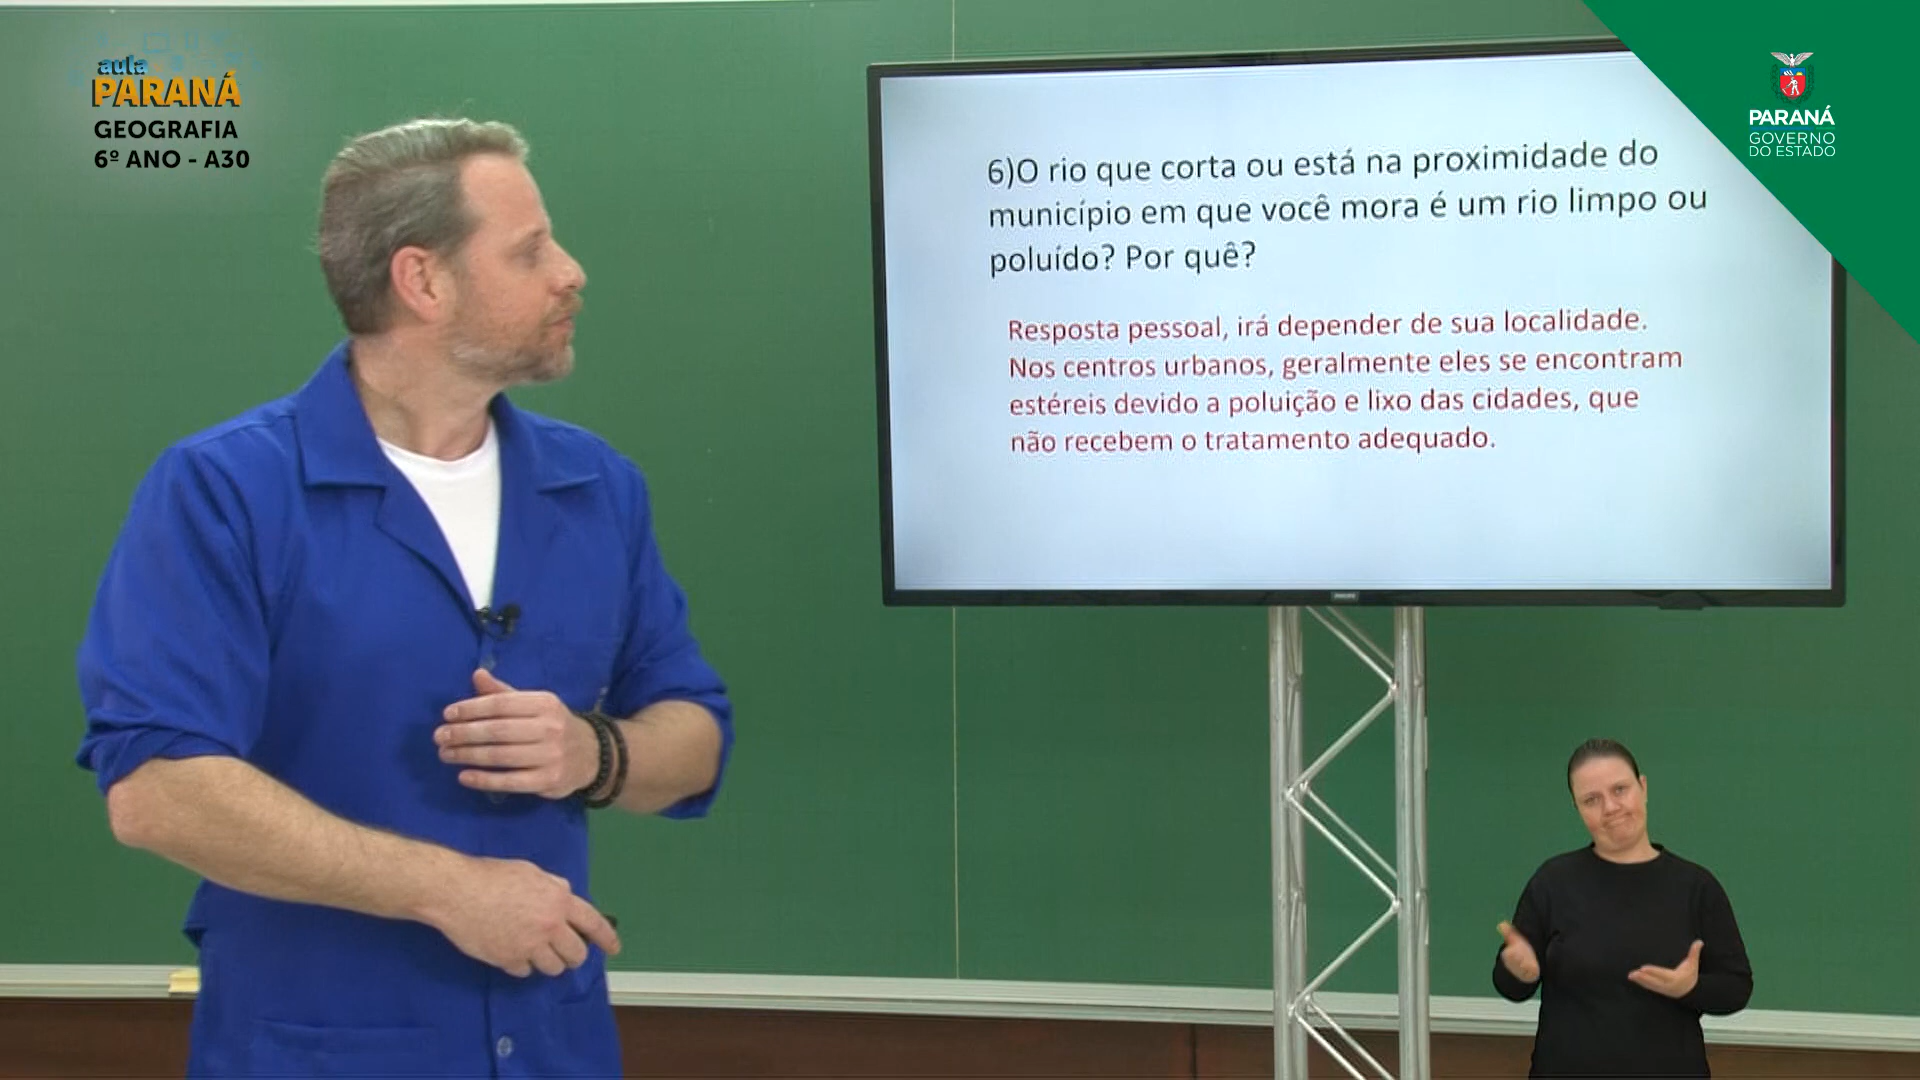 aula
PARANÁ
GEOGRAFIA
6º ANO - A30
PARANÁ
GOVERNO
DO ESTADO
6)O rio que corta ou está na proximidade do
município em que você mora é um rio limpo ou
poluído? Por quê?
Resposta pessoal, irá depender de sua localidade.
Nos centros urbanos, geralmente eles se encontram
estéreis devido a poluição e lixo das cidades, que
não recebem o tratamento adequado.
PHILIPS